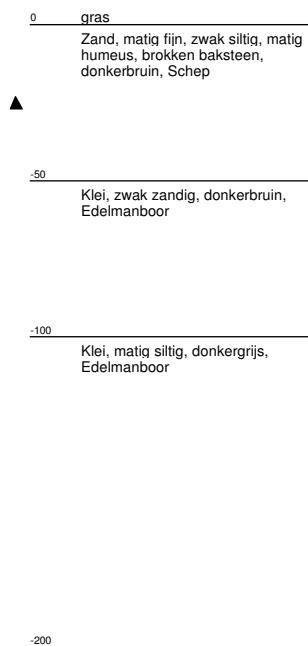 0 gras
Zand, matig fijn, zwak siltig, matig
humeus, brokken baksteen,
donkerbruin, Schep
-50
Klei, zwak zandig, donkerbruin,
Edelmanboor
-100
Klei, matig siltig, donkergrijs,
Edelmanboor
-200